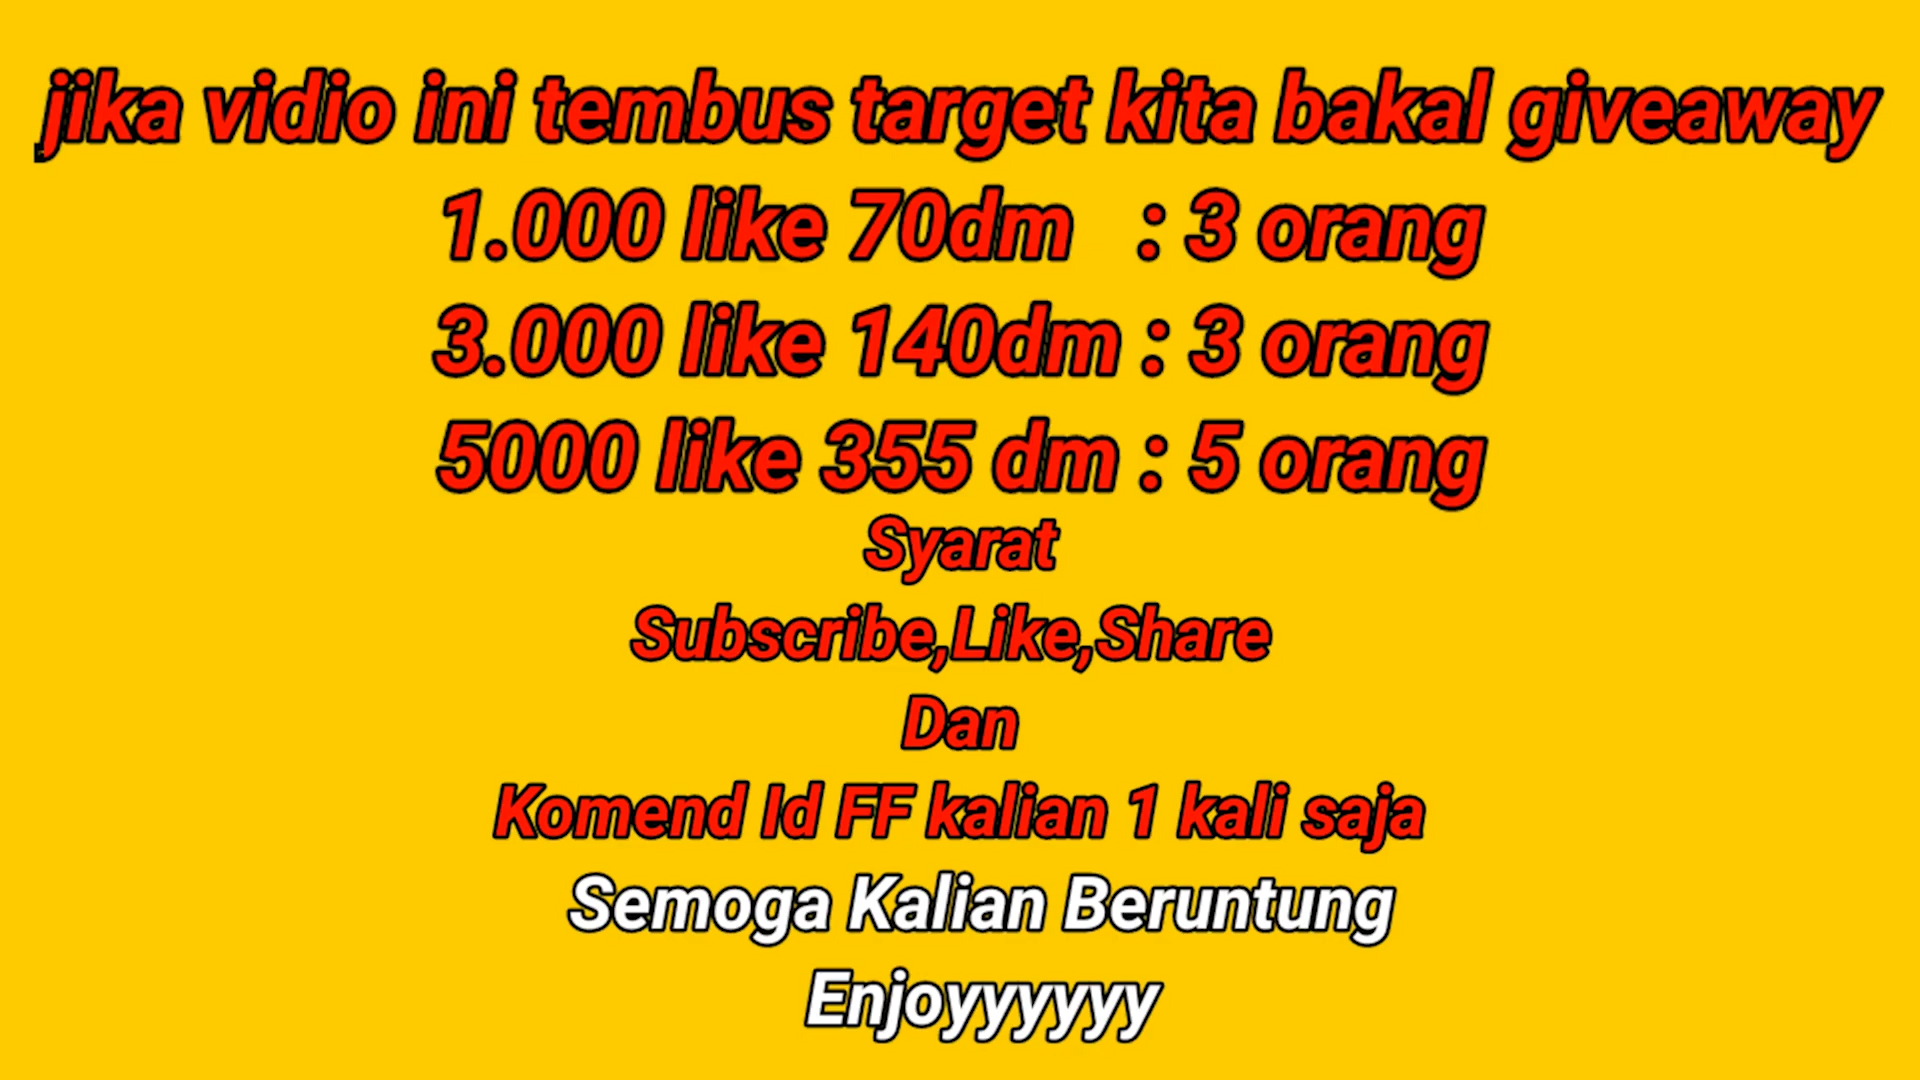 jika vidio ini tembus target kita bakal giveaway
1.000 like 70dm : 3 orang
3.000 like 140dm : 3 orang
5000 like 355 dm : 5 orang
Syarat
Subscribe,Like,Share
Dan
Komend Id FF kalian 1 kali saja
Semoga Kalian Beruntung
Enjoyyyyyy